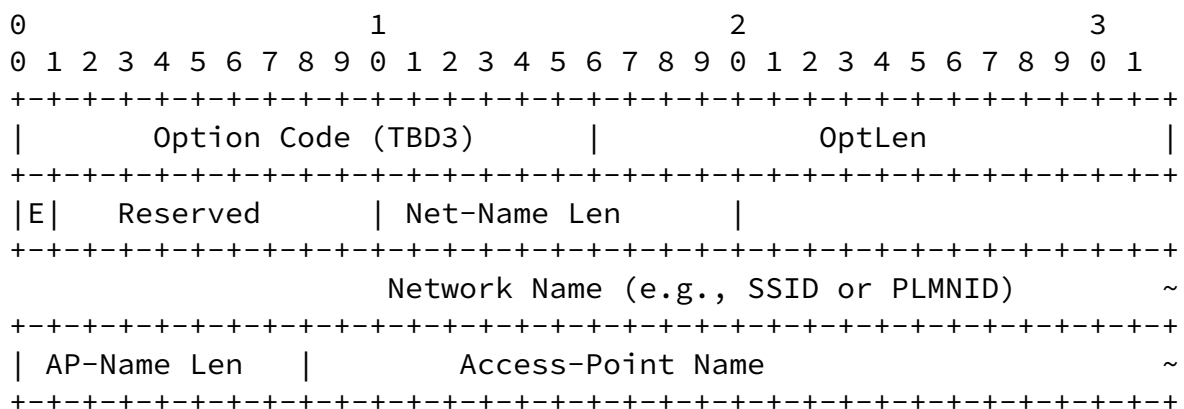 0                   1                   2                   3
0 1 2 3 4 5 6 7 8 9 0 1 2 3 4 5 6 7 8 9 0 1 2 3 4 5 6 7 8 9 0 1
+-+-+-+-+-+-+-+-+-+-+-+-+-+-+-+-+-+-+-+-+-+-+-+-+-+-+-+-+-+-+-+-+
|       Option Code (TBD3)      |            OptLen             |
+-+-+-+-+-+-+-+-+-+-+-+-+-+-+-+-+-+-+-+-+-+-+-+-+-+-+-+-+-+-+-+-+
|E|   Reserved      | Net-Name Len      |
+-+-+-+-+-+-+-+-+-+-+-+-+-+-+-+-+-+-+-+-+-+-+-+-+-+-+-+-+-+-+-+-+
                     Network Name (e.g., SSID or PLMNID)        ~
+-+-+-+-+-+-+-+-+-+-+-+-+-+-+-+-+-+-+-+-+-+-+-+-+-+-+-+-+-+-+-+-+
| AP-Name Len   |        Access-Point Name                      ~
+-+-+-+-+-+-+-+-+-+-+-+-+-+-+-+-+-+-+-+-+-+-+-+-+-+-+-+-+-+-+-+-+